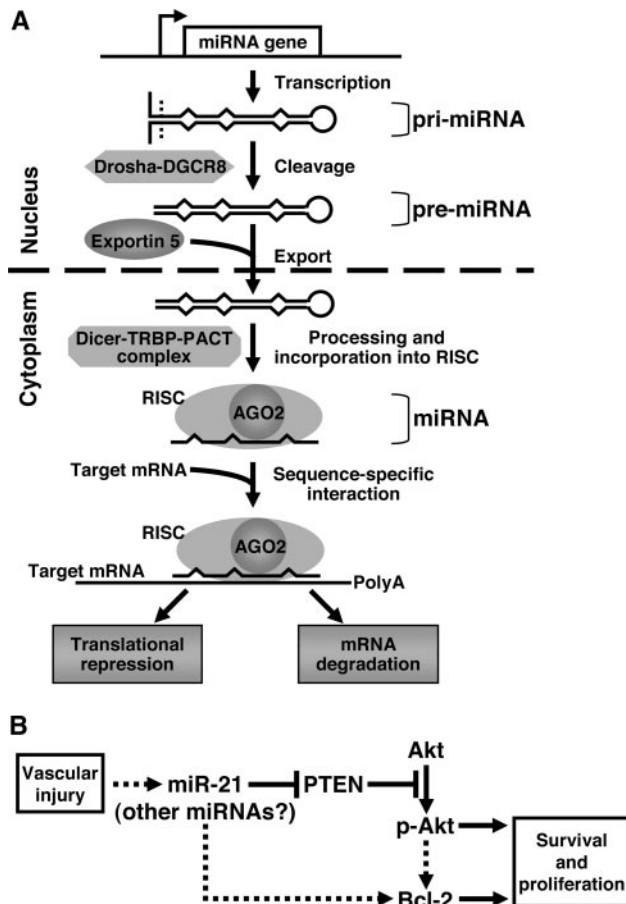 A
miRNA gene
Transcription
pri-miRNA
Drosha-DGCR8
Cleavage
Nucleus
pre-miRNA
Exportin 5
Export
Cytoplasm
Dicer-TRBP-PACT
complex
Processing and
incorporation into RISC
RISC
AGO2
miRNA
Target mRNA
Sequence-specific
interaction
RISC
AGO2
Target mRNA
PolyA
Translational
repression
mRNA
degradation
B
Vascular
injury
miR-21
(other miRNAs?)
PTEN
Akt
p-Akt
Bcl-2
Survival
and
proliferation